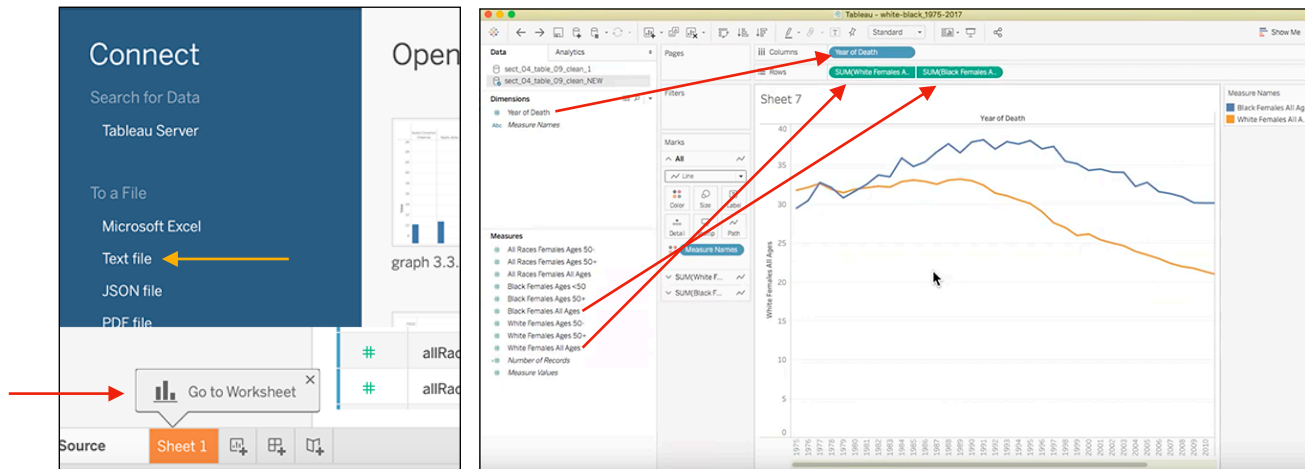 Connect
Search for Data
Tableau Server
To a File
Microsoft Excel
Text file
JSON file
PDF file
Open
graph 3.3.
allRac
allRac
Go to Worksheet
Source
Sheet 1
Tableau - white-black_1975-2017
Standard
Show Me
Data
Analytics
sect_04_table_09_clean_1
sect_04_table_09_clean_NEW
Dimensions
Year of Death
Abc Measure Names
Measures
All Races Females Ages 50-
All Races Females Ages 50+
All Races Females All Ages
Black Females Ages <50
Black Females Ages 50+
Black Females All Ages
White Females Ages 50-
White Females Ages 50+
White Females All Ages
Number of Records
Measure Values
Pages
Filters
Marks
All
Line
Color Size Label
Detail Path
Measure Names
SUM(White F...
SUM(Black F...
Columns
Year of Death
Rows
SUM(White Females A..
SUM(Black Females A..
Sheet 7
Year of Death
White Females All Ages
40
35
30
25
20
15
10
5
0
1975 1976 1977 1978 1979 1980 1981 1982 1983 1984 1985 1986 1987 1988 1989 1990 1991 1992 1993 1994 1995 1996 1997 1998 1999 2000 2001 2002 2003 2004 2005 2006 2007 2008 2009 2010
Measure Names
Black Females All Ag
White Females All A.